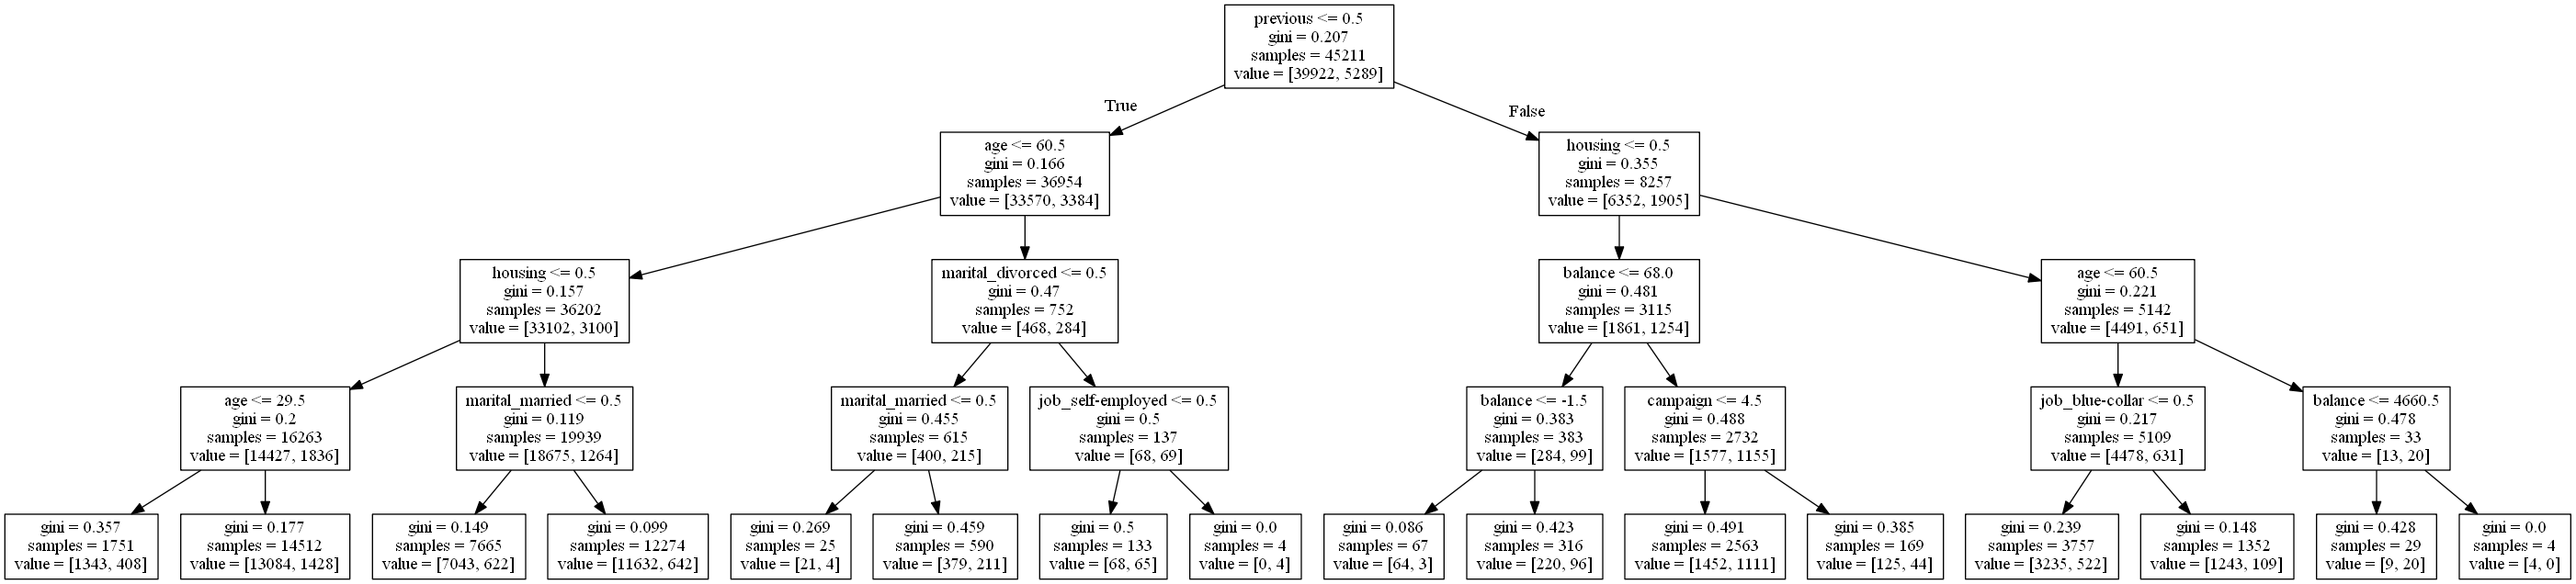 previous <= 0.5
gini = 0.207
samples = 45211
value = [39922, 5289]
True
False
age <= 60.5
gini = 0.166
samples = 36954
value = [33570, 3384]
housing <= 0.5
gini = 0.355
samples = 8257
value = [6352, 1905]
housing <= 0.5
gini = 0.157
samples = 36202
value = [33102, 3100]
marital_divorced <= 0.5
gini = 0.47
samples = 752
value = [468, 284]
balance <= 68.0
gini = 0.481
samples = 3115
value = [1861, 1254]
age <= 60.5
gini = 0.221
samples = 5142
value = [4491, 651]
age <= 29.5
gini = 0.2
samples = 16263
value = [14427, 1836]
marital_married <= 0.5
gini = 0.119
samples = 19939
value = [18675, 1264]
marital_married <= 0.5
gini = 0.455
samples = 615
value = [400, 215]
job_self-employed <= 0.5
gini = 0.5
samples = 137
value = [68, 69]
balance <= -1.5
gini = 0.383
samples = 383
value = [284, 99]
campaign <= 4.5
gini = 0.488
samples = 2732
value = [1577, 1155]
job_blue-collar <= 0.5
gini = 0.217
samples = 5109
value = [4478, 631]
balance <= 4660.5
gini = 0.478
samples = 33
value = [13, 20]
gini = 0.357
samples = 1751
value = [1343, 408]
gini = 0.177
samples = 14512
value = [13084, 1428]
gini = 0.149
samples = 7665
value = [7043, 622]
gini = 0.099
samples = 12274
value = [11632, 642]
gini = 0.269
samples = 25
value = [21, 4]
gini = 0.459
samples = 590
value = [379, 211]
gini = 0.5
samples = 133
value = [68, 65]
gini = 0.0
samples = 4
value = [0, 4]
gini = 0.086
samples = 67
value = [64, 3]
gini = 0.423
samples = 316
value = [220, 96]
gini = 0.491
samples = 2563
value = [1452, 1111]
gini = 0.385
samples = 169
value = [125, 44]
gini = 0.239
samples = 3757
value = [3235, 522]
gini = 0.148
samples = 1352
value = [1243, 109]
gini = 0.428
samples = 29
value = [9, 20]
gini = 0.0
samples = 4
value = [4, 0]